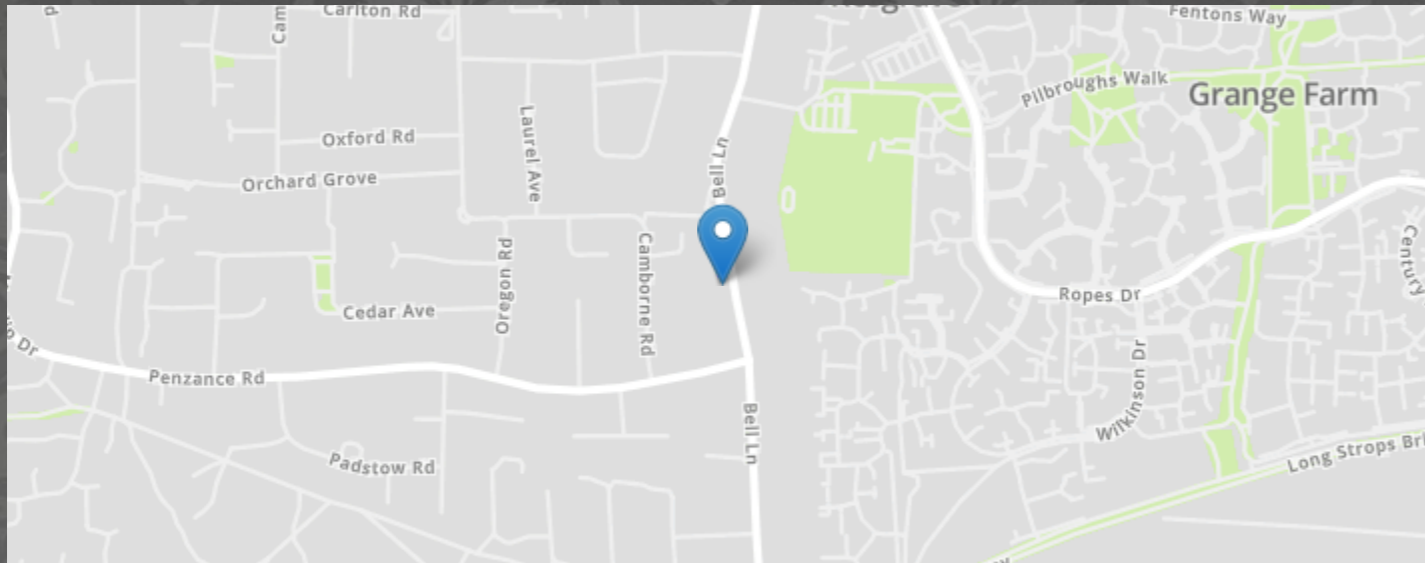 Carlton Rd
Fentons Way
Pilbroughs Walk
Grange Farm
Laurel Ave
Oxford Rd
Bell Ln
Orchard Grove
Camborne Rd
Oregon Rd
Century
Ropes Dr
Cedar Ave
Penzance Rd
Wilkinson Dr
Bell Ln
Long Strops Bri
Padstow Rd